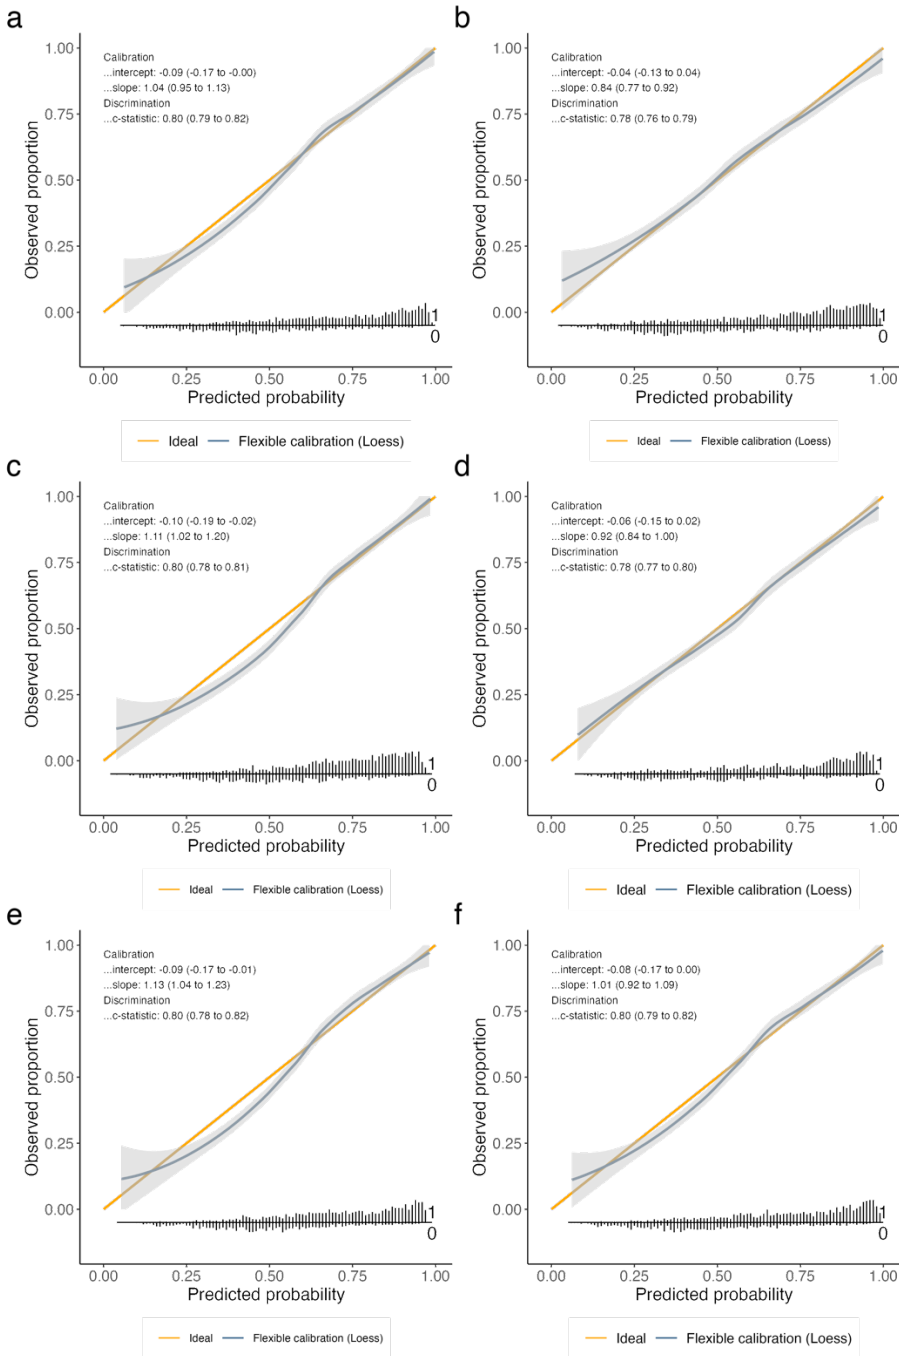 a
1.00
0.75
0.50
0.25
0.00
Observed proportion
Calibration
...intercept: -0.09 (-0.17 to -0.00)
...slope: 1.04 (0.95 to 1.13)
Discrimination
...c-statistic: 0.80 (0.79 to 0.82)
1
0
0.00 0.25 0.50 0.75 1.00
Predicted probability
Ideal Flexible calibration (Loess)
b
1.00
0.75
0.50
0.25
0.00
Observed proportion
Calibration
...intercept: -0.04 (-0.13 to 0.04)
...slope: 0.84 (0.77 to 0.92)
Discrimination
...c-statistic: 0.78 (0.76 to 0.79)
1
0
0.00 0.25 0.50 0.75 1.00
Predicted probability
Ideal Flexible calibration (Loess)
c
1.00
0.75
0.50
0.25
0.00
Observed proportion
Calibration
...intercept: -0.10 (-0.19 to -0.02)
...slope: 1.11 (1.02 to 1.20)
Discrimination
...c-statistic: 0.80 (0.78 to 0.81)
1
0
0.00 0.25 0.50 0.75 1.00
Predicted probability
Ideal Flexible calibration (Loess)
d
1.00
0.75
0.50
0.25
0.00
Observed proportion
Calibration
...intercept: -0.06 (-0.15 to 0.02)
...slope: 0.92 (0.84 to 1.00)
Discrimination
...c-statistic: 0.78 (0.77 to 0.80)
1
0
0.00 0.25 0.50 0.75 1.00
Predicted probability
Ideal Flexible calibration (Loess)
e
1.00
0.75
0.50
0.25
0.00
Observed proportion
Calibration
...intercept: -0.09 (-0.17 to -0.01)
...slope: 1.13 (1.04 to 1.23)
Discrimination
...c-statistic: 0.80 (0.78 to 0.82)
1
0
0.00 0.25 0.50 0.75 1.00
Predicted probability
Ideal Flexible calibration (Loess)
f
1.00
0.75
0.50
0.25
0.00
Observed proportion
Calibration
...intercept: -0.08 (-0.17 to 0.00)
...slope: 1.01 (0.92 to 1.09)
Discrimination
...c-statistic: 0.80 (0.79 to 0.82)
1
0
0.00 0.25 0.50 0.75 1.00
Predicted probability
Ideal Flexible calibration (Loess)